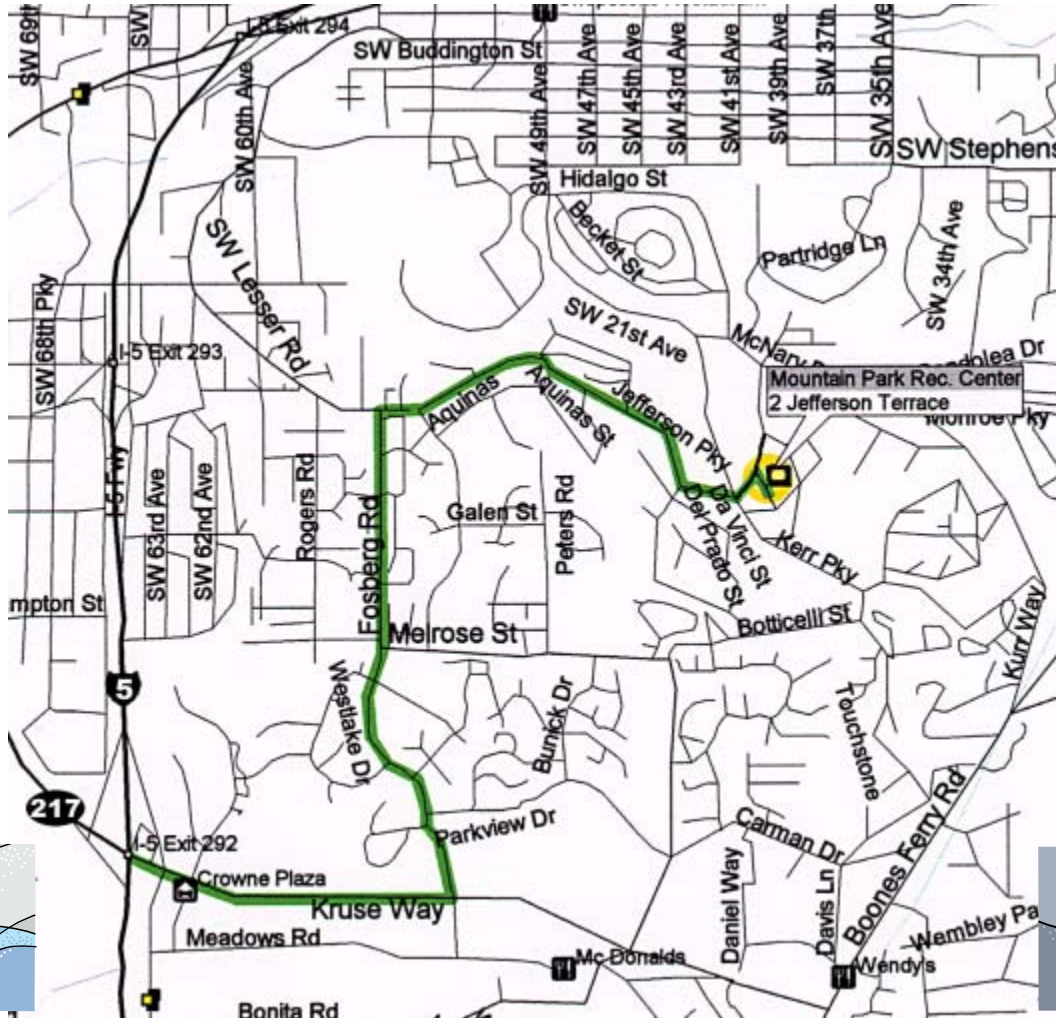 I-5 Exit 294
SW 69th
SW
SW Buddington St
SW 60th Ave
SW 49th Ave
SW 47th Ave
SW 45th Ave
SW 43rd Ave
SW 41st Ave
SW 39th Ave
SW 37th
SW 35th Ave
SW Stephens
Hidalgo St
Becket St
Partridge Ln
SW 34th Ave
SW Lesser Rd
SW 68th Pky
I-5 Exit 293
SW 21st Ave
McNary
Mountain Park Rec. Center
2 Jefferson Terrace
Monroe Pky
Aquinas
Aquinas St
Jefferson Pky
I-5 Fwy
SW 63rd Ave
SW 62nd Ave
Rogers Rd
Fosberg Rd
Galen St
Peters Rd
Del Prado St
Da Vinci St
Kerr Pky
mpton St
Melrose St
Botticelli St
Kurr Way
5
Westlake Dr
Bunick Dr
Touchstone
217
Parkview Dr
Carman Dr
Boones Ferry Rd
I-5 Exit 292
Crowne Plaza
Kruse Way
Daniel Way
Davis Ln
Wembley Pa
Meadows Rd
Mc Donalds
Wendy's
Bonita Rd